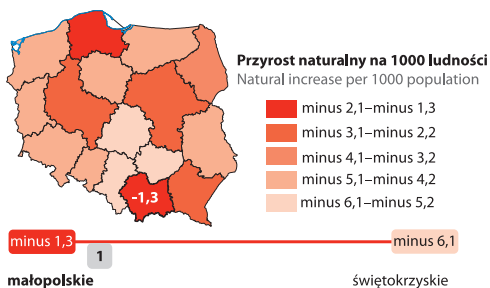 Przyrost naturalny na 1000 ludności
Natural increase per 1000 population
minus 2,1–minus 1,3
minus 3,1–minus 2,2
minus 4,1–minus 3,2
minus 5,1–minus 4,2
minus 6,1–minus 5,2
-1,3
minus 1,3 minus 6,1
1
małopolskie świętokrzyskie